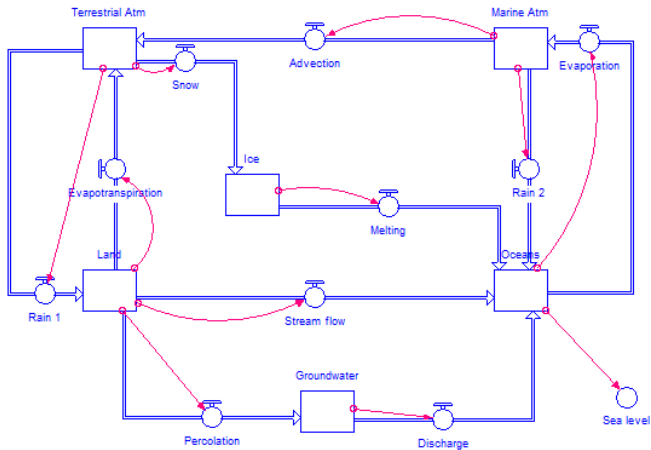 Terrestrial Atm
Marine Atm
Advection
Evaporation
Snow
Ice
Evapotranspiration
Rain 2
Melting
Land
Oceans
Rain 1
Stream flow
Groundwater
Sea level
Percolation
Discharge